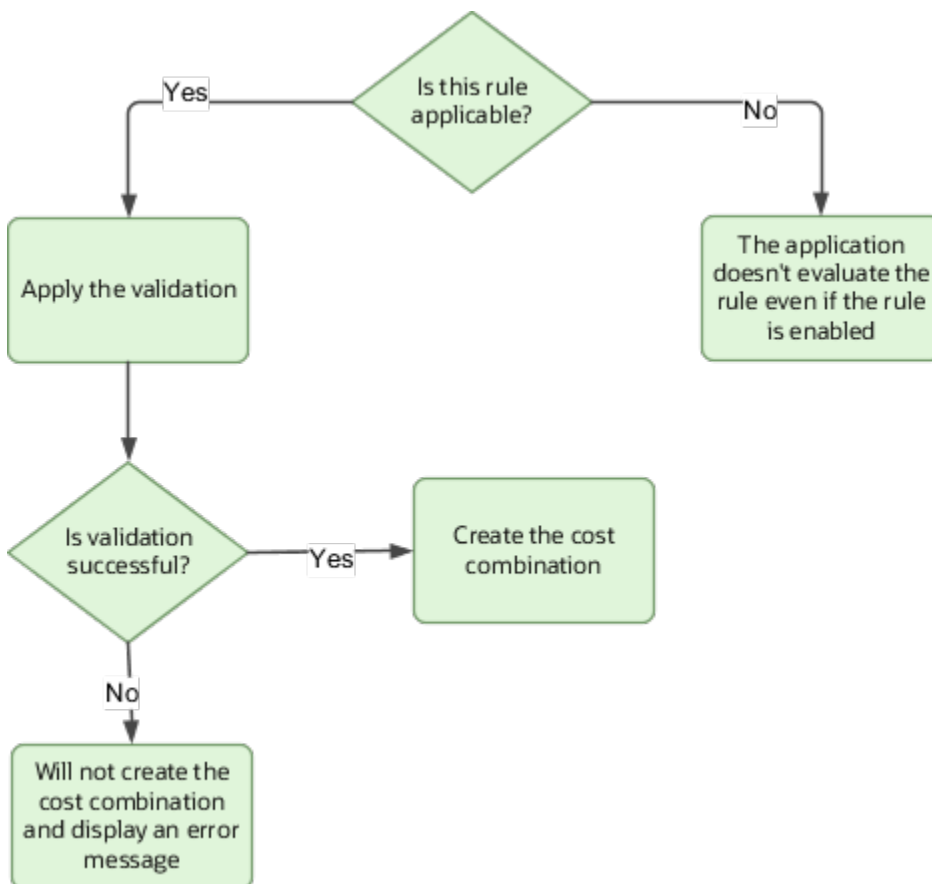 Is this rule
applicable?
Yes
No
Apply the validation
The application
doesn't evaluate the
rule even if the rule
is enabled
Is validation
successful?
Yes
Create the cost
combination
No
Will not create the
cost combination
and display an error
message